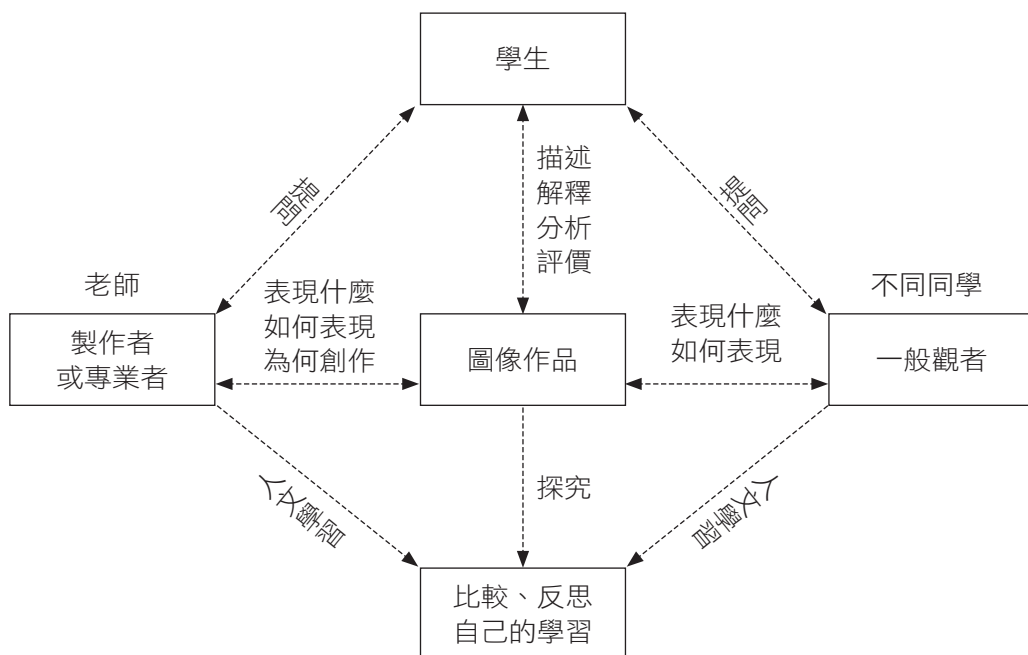 學生
提問
描述
解釋
分析
評價
提問
老師
不同同學
製作者
或專業者
表現什麼
如何表現
為何創作
圖像作品
表現什麼
如何表現
一般觀者
人文學習
探究
人文學習
比較、反思
自己的學習